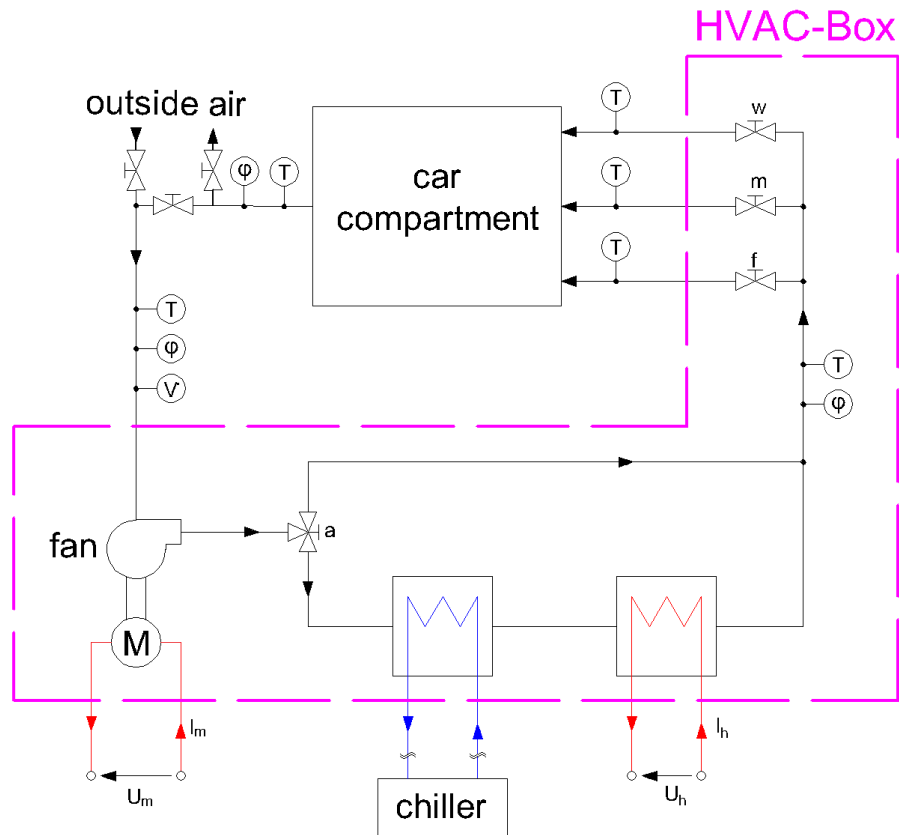 HVAC-Box
outside air
T
w
φ
T
car
compartment
T
m
T
f
T
φ
V̇
T
φ
fan
a
M
Im
Um
chiller
Ih
Uh